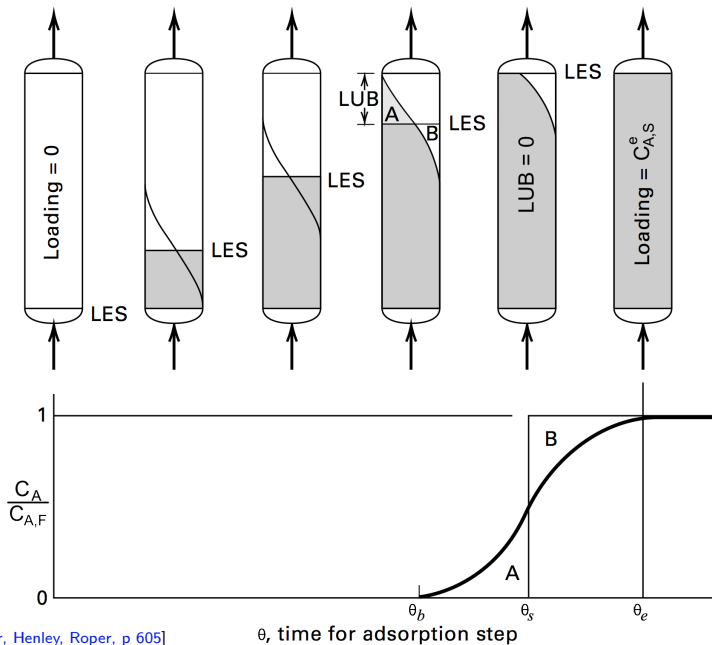 Loading = 0
LES
LES
LES
LUB
A
B
LES
LUB = 0
LES
Loading = C^e_{A,S}
1
C_A
C_{A,F}
0
B
A
θ_b
θ_s
θ_e
θ, time for adsorption step
, Henley, Roper, p 605]